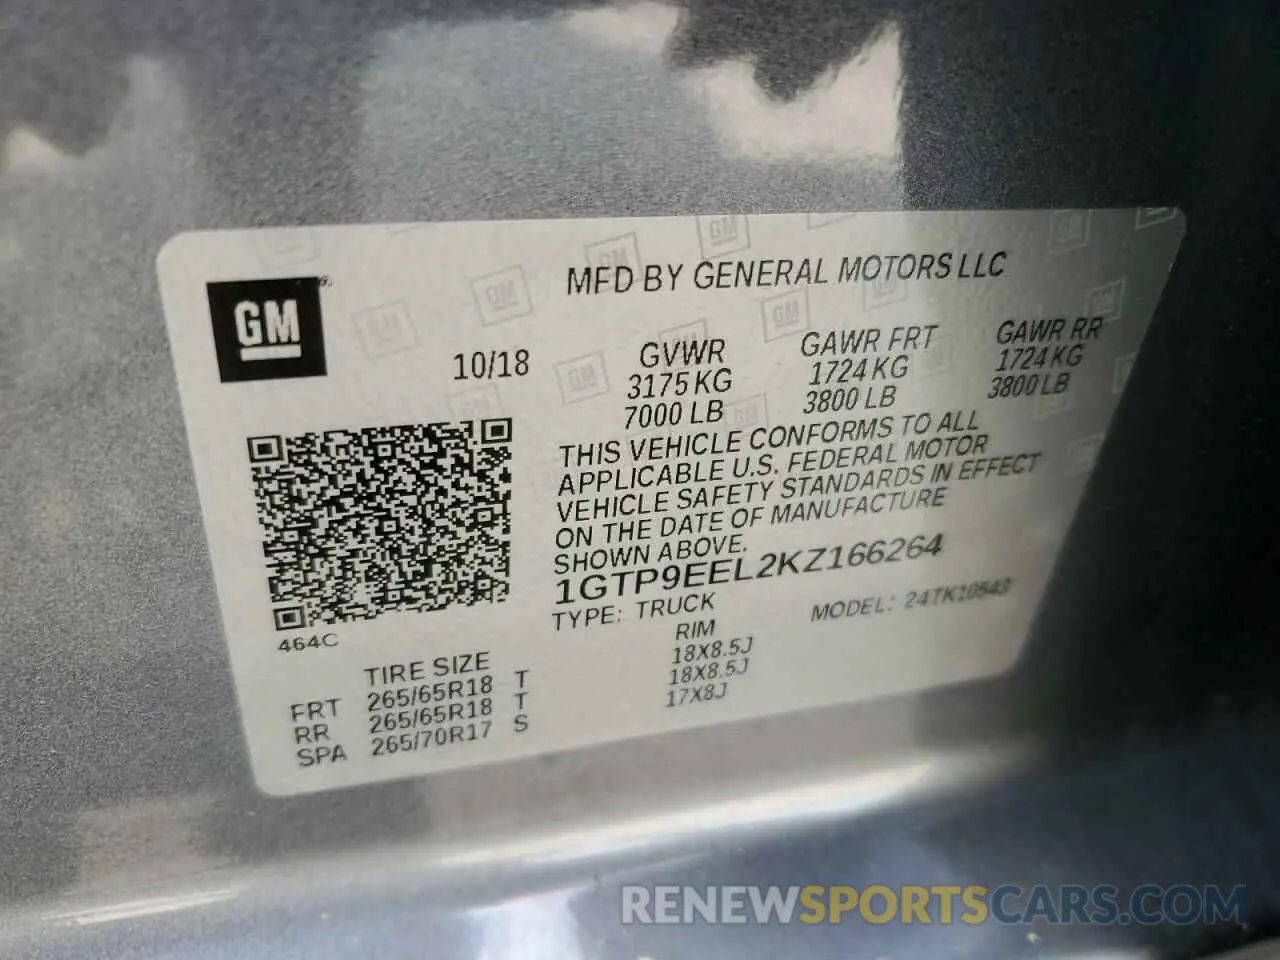 GM
MFD BY GENERAL MOTORS LLC
10/18
GVWR GAWR FRT GAWR RR
3175 KG 1724 KG 1724 KG
7000 LB 3800 LB 3800 LB
THIS VEHICLE CONFORMS TO ALL
APPLICABLE U.S. FEDERAL MOTOR
VEHICLE SAFETY STANDARDS IN EFFECT
ON THE DATE OF MANUFACTURE
SHOWN ABOVE.
1GTP9EEL2KZ166264
TYPE: TRUCK MODEL: 24TK10543
464C
TIRE SIZE RIM
FRT 265/65R18 T 18X8.5J
RR 265/65R18 T 18X8.5J
SPA 265/70R17 S 17X8J
RENEWSPORTSCARS.COM